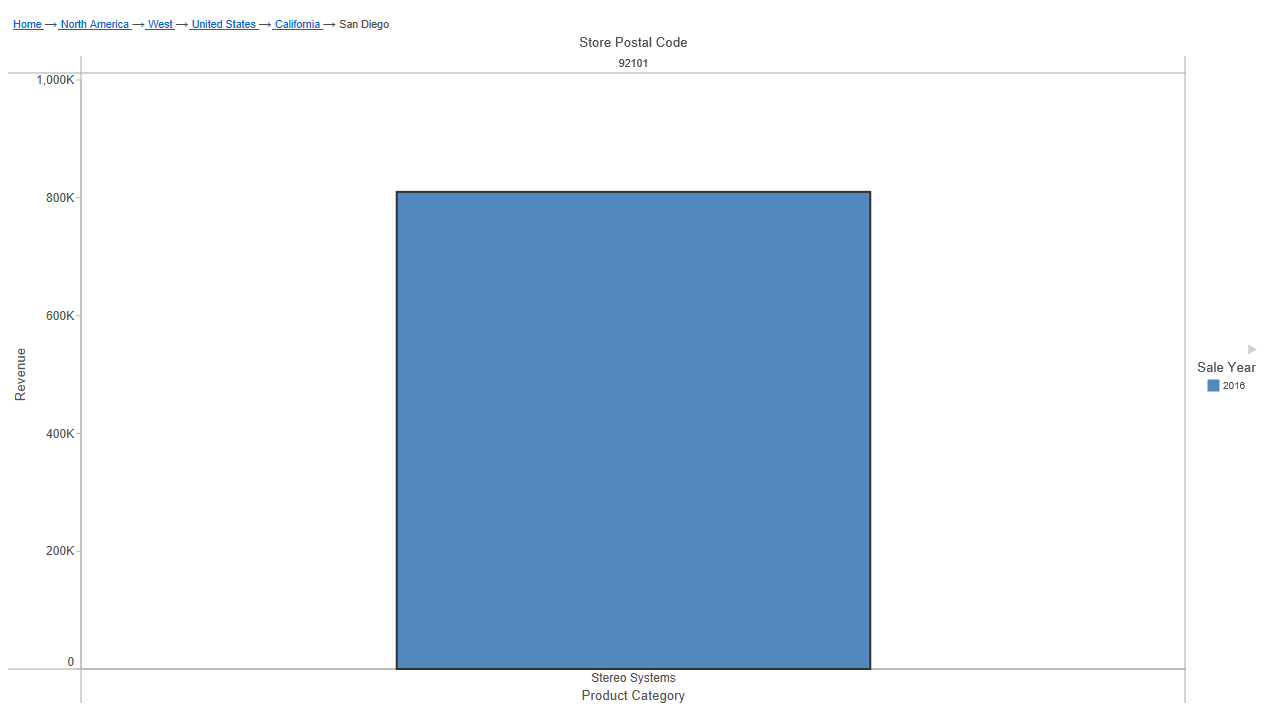 Home → North America → West → United States → California → San Diego
Store Postal Code
92101
1,000K
800K
600K
400K
200K
0
Revenue
Stereo Systems
Product Category
Sale Year
2016